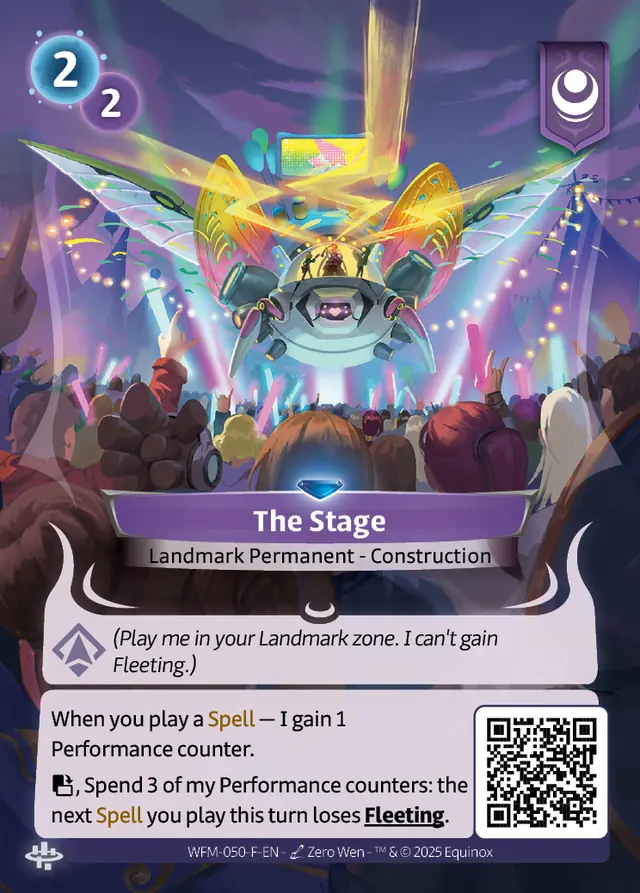 2
2
The Stage
Landmark Permanent - Construction
(Play me in your Landmark zone. I can't gain
Fleeting.)
When you play a Spell — I gain 1
Performance counter.
, Spend 3 of my Performance counters: the
next Spell you play this turn loses Fleeting.
WFM-050-F-EN - Zero Wen - ™ & © 2025 Equinox